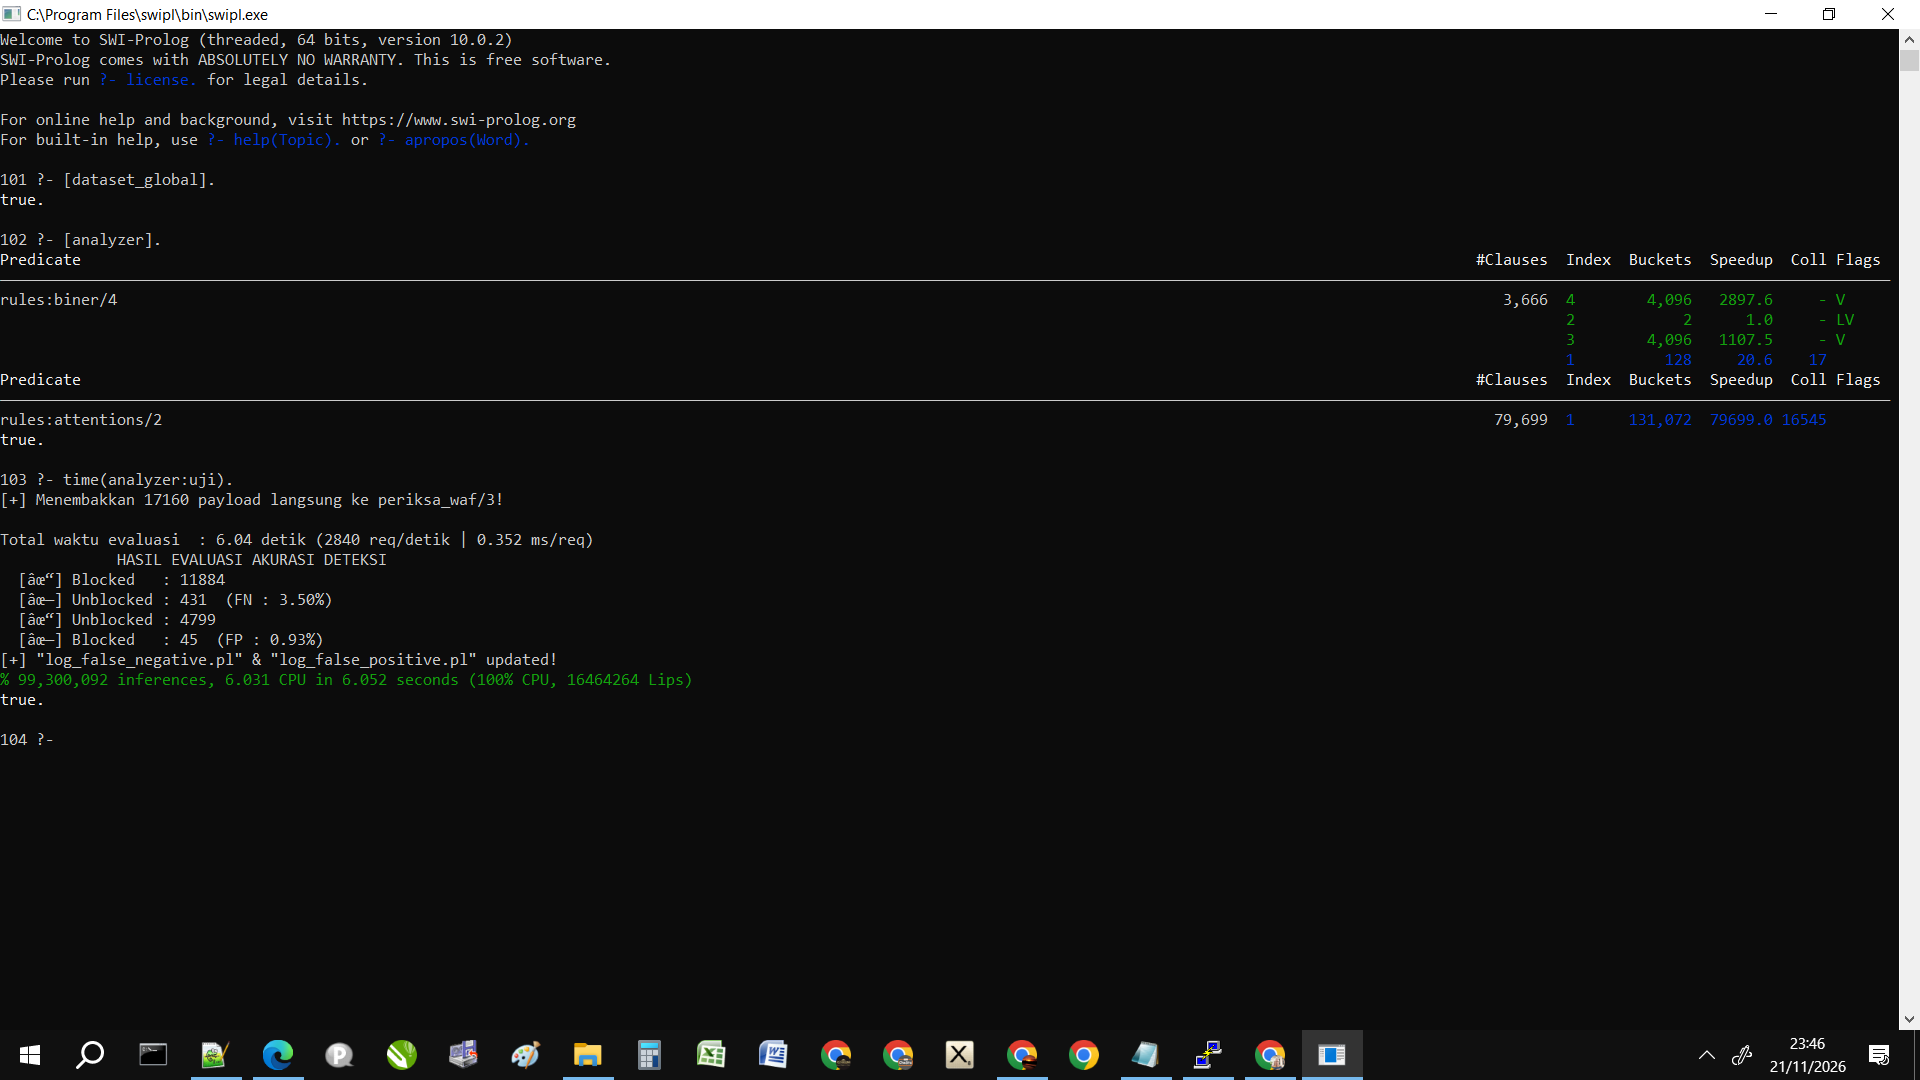 C:\Program Files\swipl\bin\swipl.exe
Welcome to SWI-Prolog (threaded, 64 bits, version 10.0.2)
SWI-Prolog comes with ABSOLUTELY NO WARRANTY. This is free software.
Please run ?- license. for legal details.
For online help and background, visit https://www.swi-prolog.org
For built-in help, use ?- help(Topic). or ?- apropos(Word).
101 ?- [dataset_global].
true.
102 ?- [analyzer].
Predicate #Clauses Index Buckets Speedup Coll Flags
rules:biner/4 3,666 4 4,096 2897.6 - V
2 2 1.0 - LV
3 4,096 1107.5 - V
1 128 20.6 17
Predicate #Clauses Index Buckets Speedup Coll Flags
rules:attentions/2 79,699 1 131,072 79699.0 16545
true.
103 ?- time(analyzer:uji).
[+] Menembakkan 17160 payload langsung ke periksa_waf/3!
Total waktu evaluasi : 6.04 detik (2840 req/detik | 0.352 ms/req)
HASIL EVALUASI AKURASI DETEKSI
[âœ“] Blocked : 11884
[âœ—] Unblocked : 431 (FN : 3.50%)
[âœ“] Unblocked : 4799
[âœ—] Blocked : 45 (FP : 0.93%)
[+] "log_false_negative.pl" & "log_false_positive.pl" updated!
% 99,300,092 inferences, 6.031 CPU in 6.052 seconds (100% CPU, 16464264 Lips)
true.
104 ?-
23:46
21/11/2026